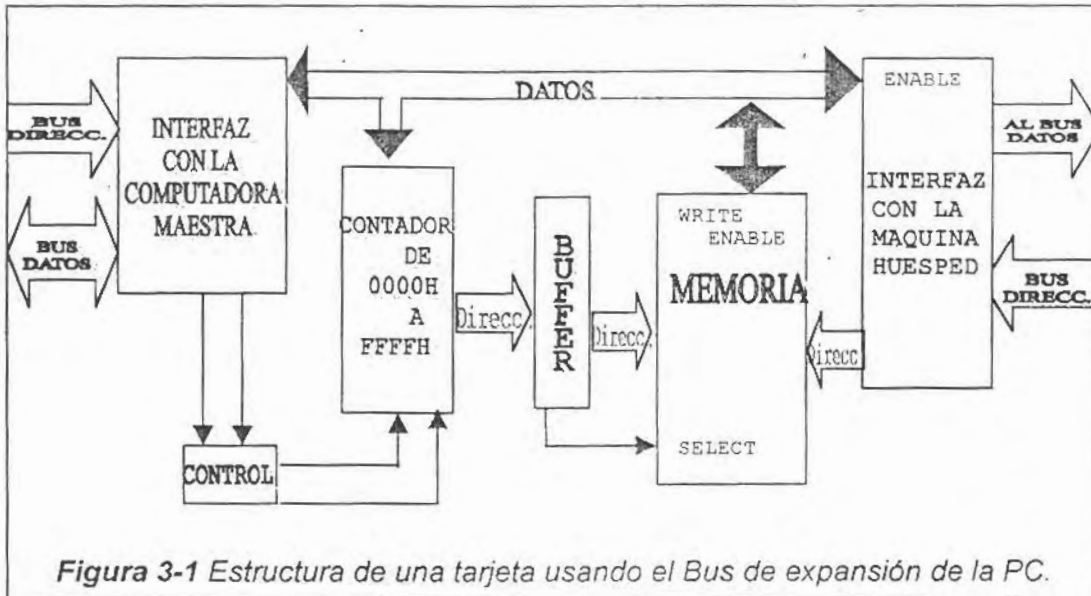 BUS
DIRECC.
BUS
DATOS
INTERFAZ
CON LA
COMPUTADORA
MAESTRA
DATOS
CONTADOR
DE
0000H
A
FFFFH
CONTROL
Direcc.
BUFFER
Direcc.
WRITE
ENABLE
MEMORIA
SELECT
Direcc
ENABLE
INTERFAZ
CON LA
MAQUINA
HUESPED
AL BUS
DATOS
BUS
DIRECC.
Figura 3-1 Estructura de una tarjeta usando el Bus de expansión de la PC.